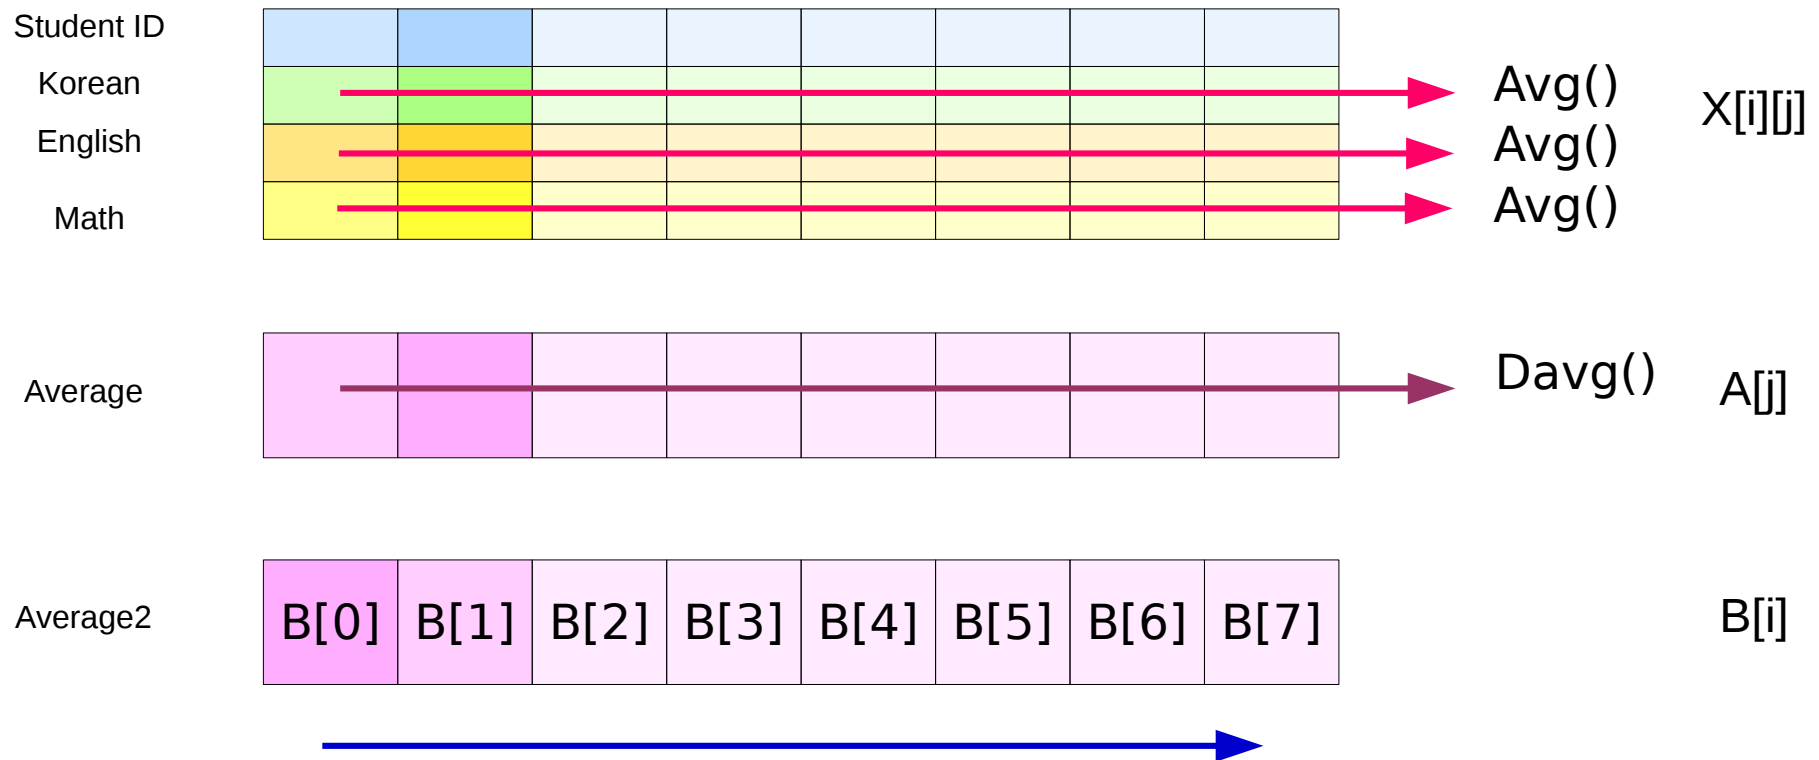 Student ID
Korean Avg()
X[i][j]
English Avg()
Math Avg()
Average Davg() A[j]
Average2 B[0] B[1] B[2] B[3] B[4] B[5] B[6] B[7] B[i]